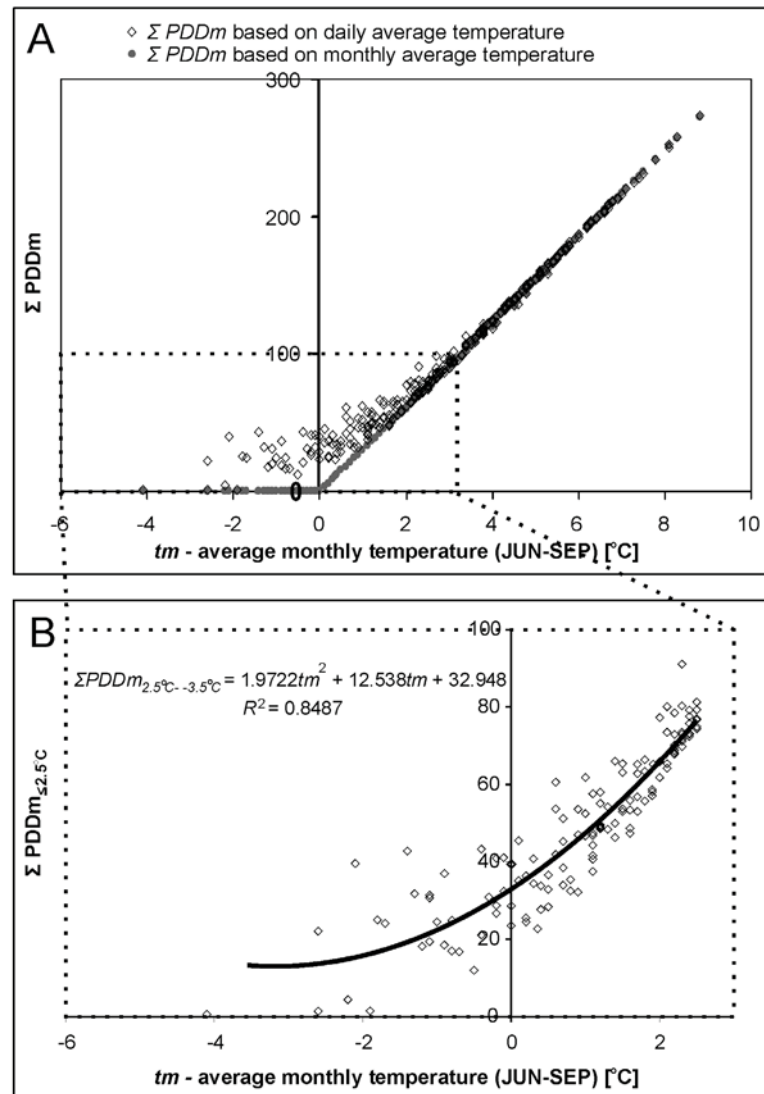 A
◇ Σ PDDm based on daily average temperature
● Σ PDDm based on monthly average temperature
300
200
100
0
Σ PDDm
-6 -4 -2 0 2 4 6 8 10
tm - average monthly temperature (JUN-SEP) [°C]
B
ΣPDDm2.5°C- -3.5°C = 1.9722tm² + 12.538tm + 32.948
R² = 0.8487
100
80
60
40
20
0
Σ PDDm≤2.5°C
-6 -4 -2 0 2
tm - average monthly temperature (JUN-SEP) [°C]